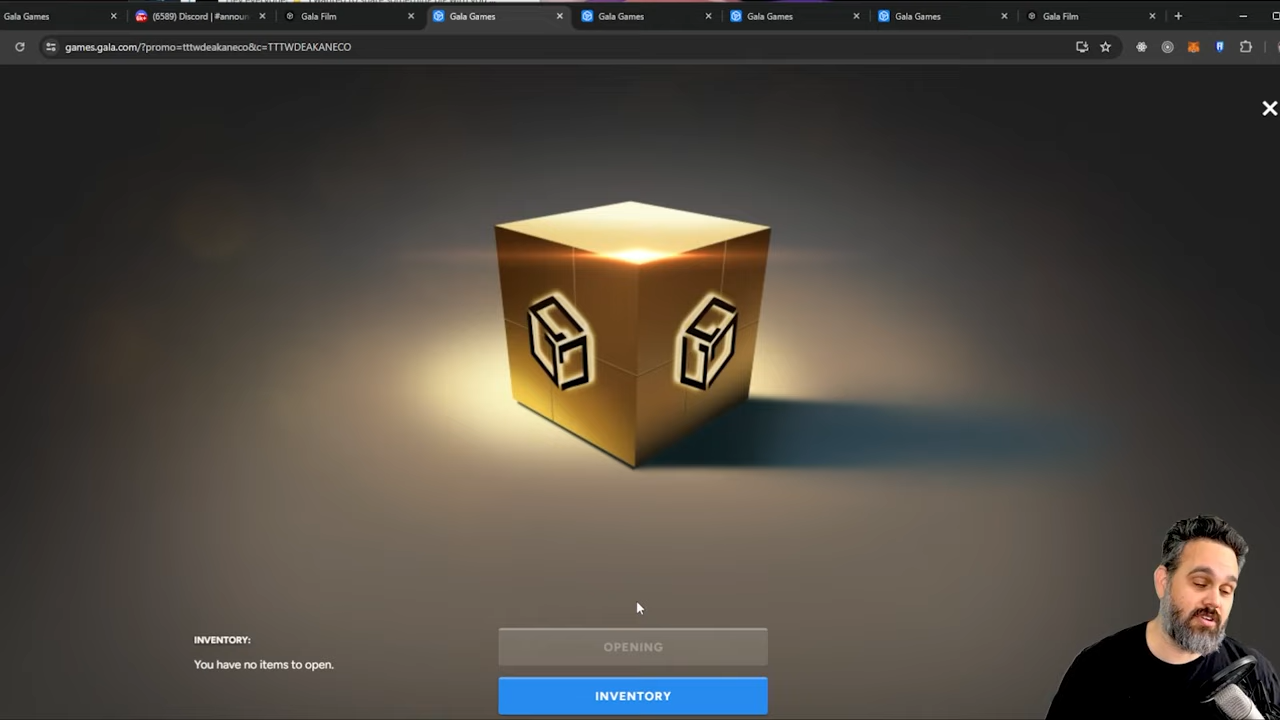 Gala Games
(6589) Discord | #announ
Gala Film
Gala Games
Gala Games
Gala Games
Gala Games
Gala Film
games.gala.com/?promo=tttwdeakaneco&c=TTTWDEAKANECO
INVENTORY:
You have no items to open.
OPENING
INVENTORY